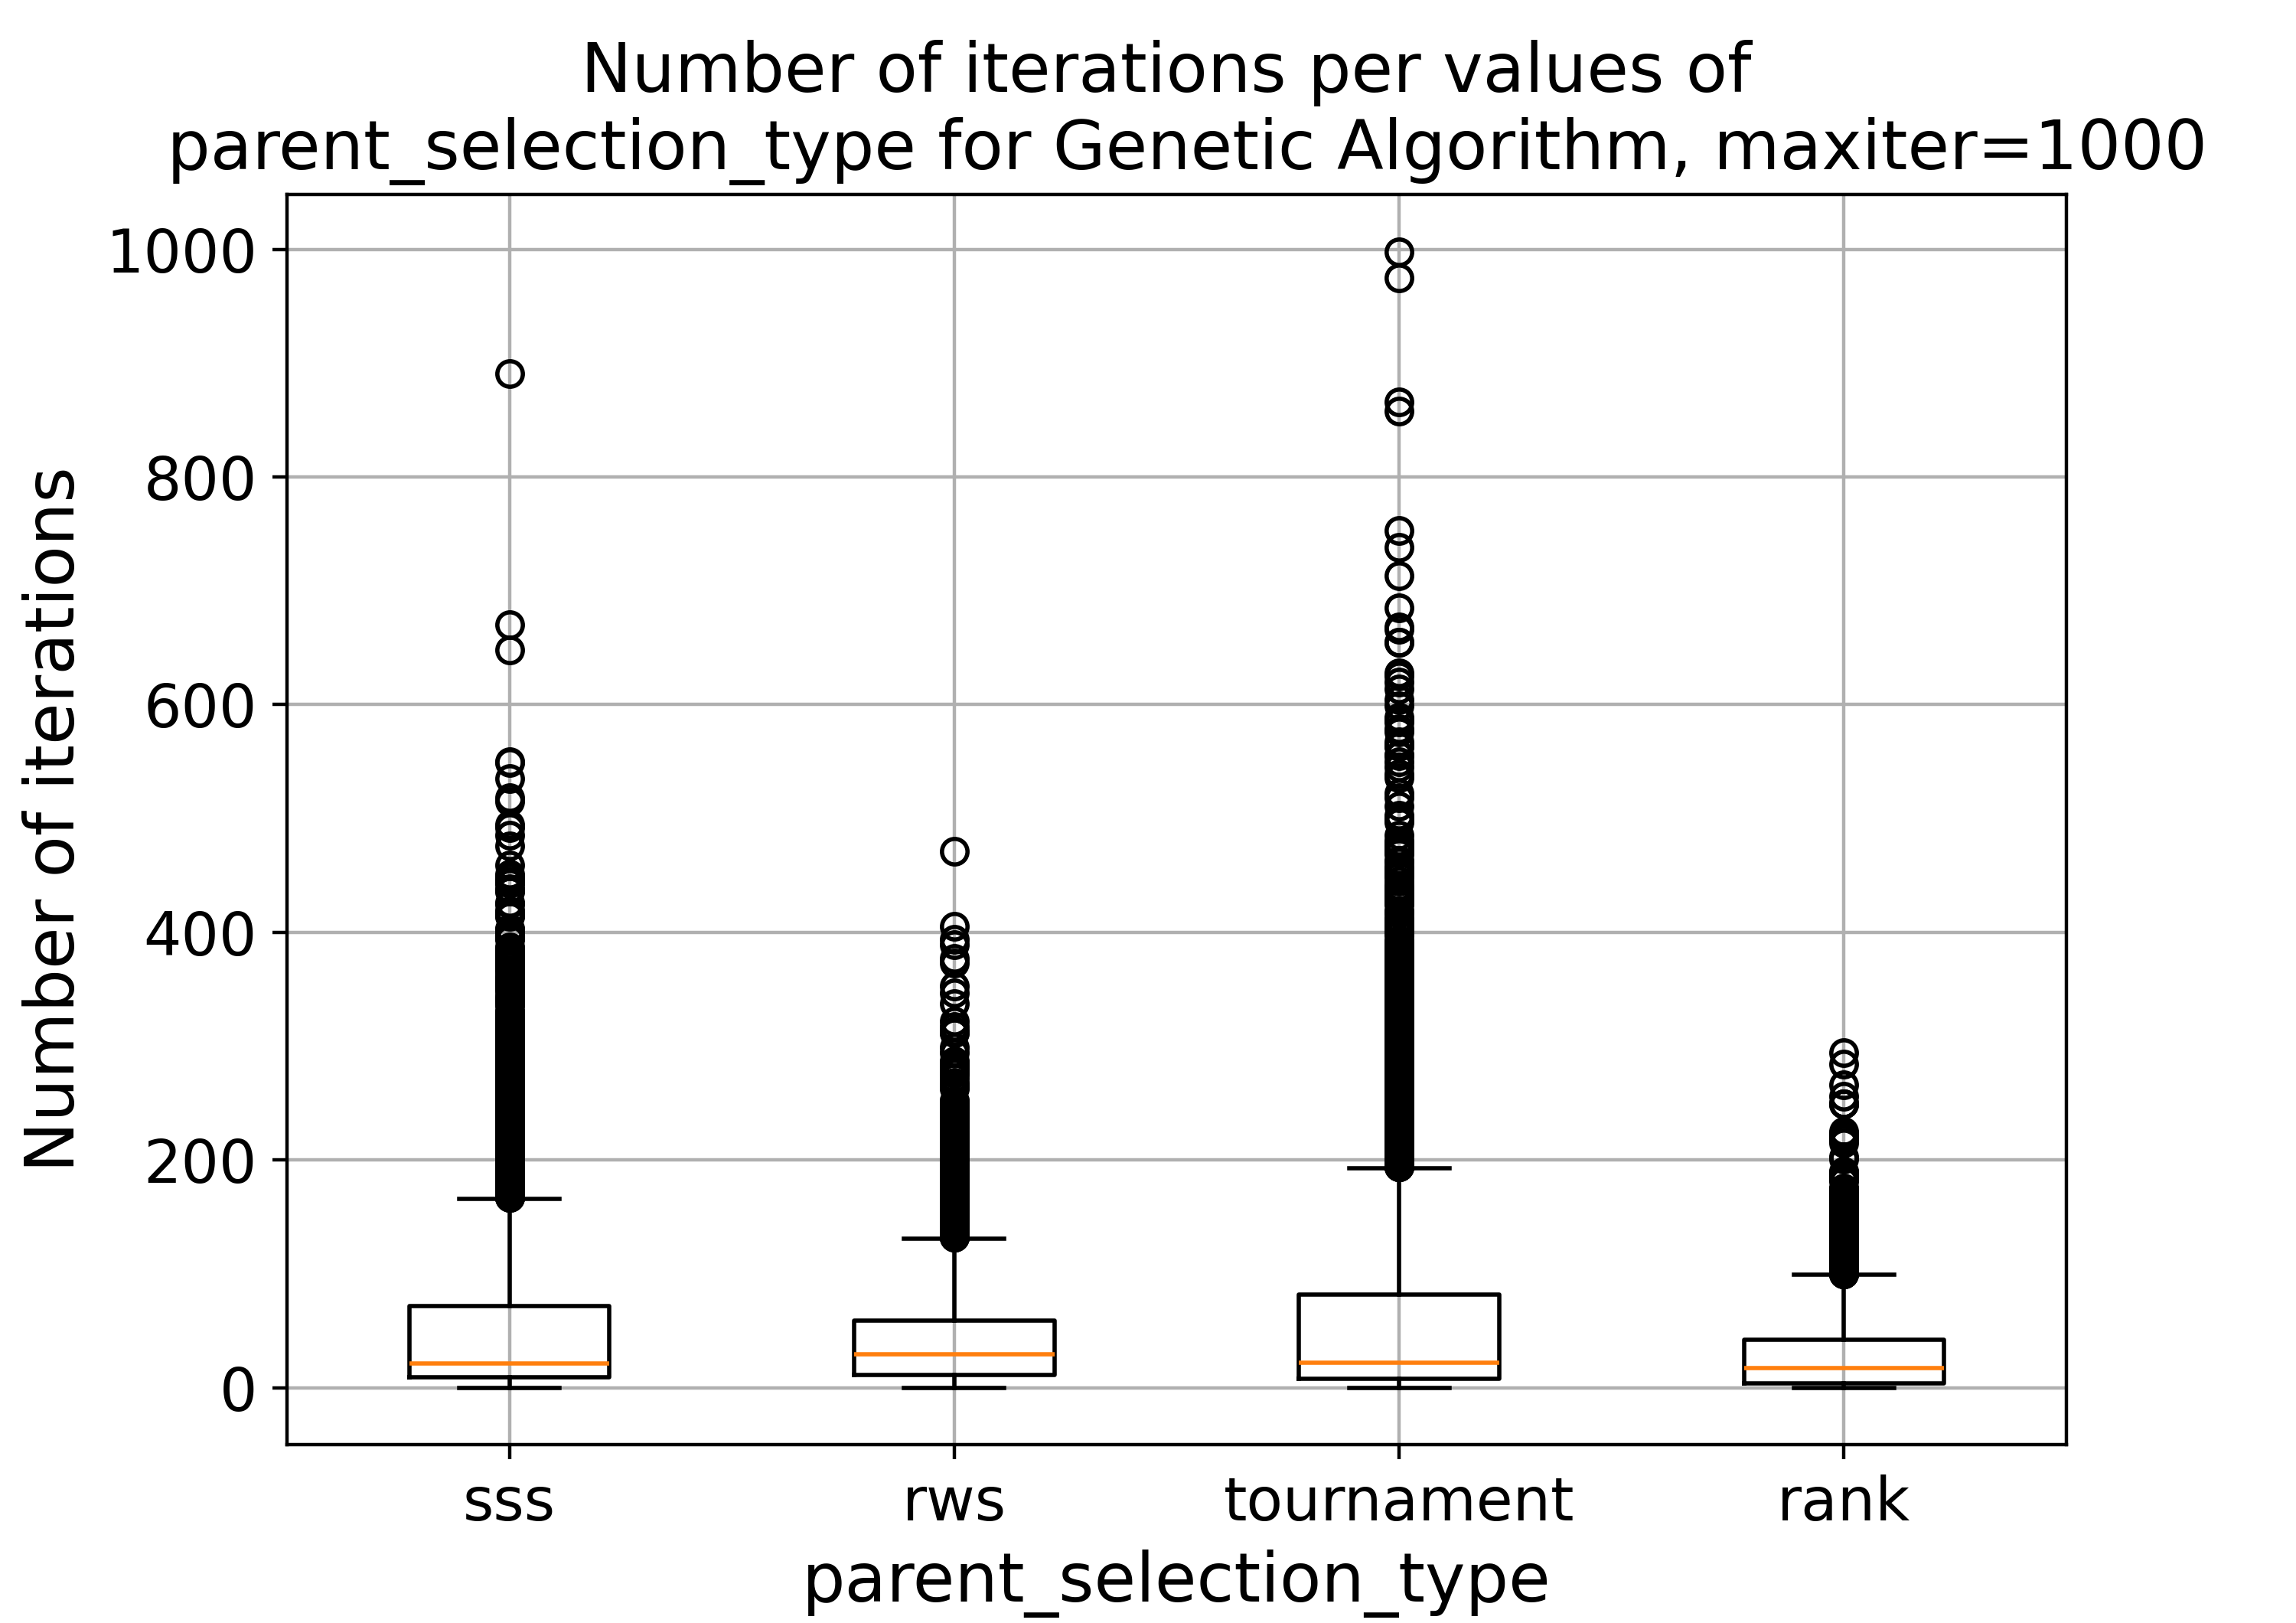 Number of iterations per values of
parent_selection_type for Genetic Algorithm, maxiter=1000
Number of iterations
1000
800
600
400
200
0
sss rws tournament rank
parent_selection_type